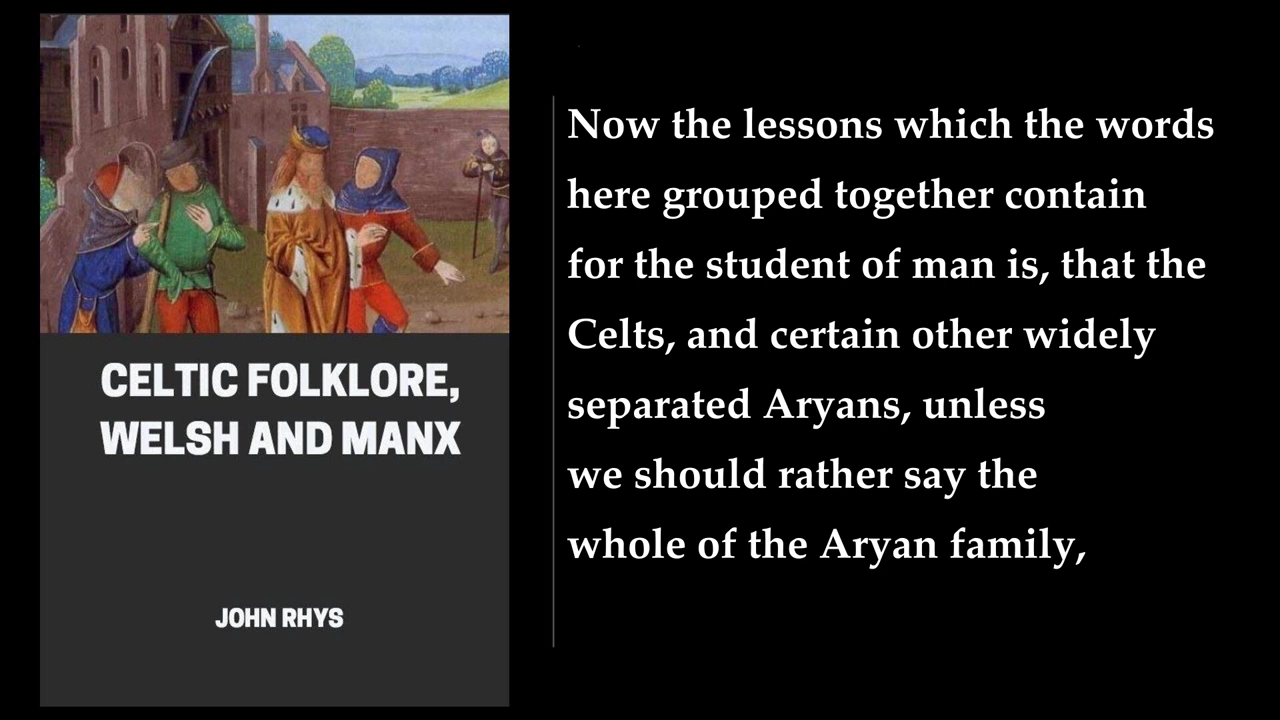 CELTIC FOLKLORE,
WELSH AND MANX
JOHN RHYS
Now the lessons which the words
here grouped together contain
for the student of man is, that the
Celts, and certain other widely
separated Aryans, unless
we should rather say the
whole of the Aryan family,